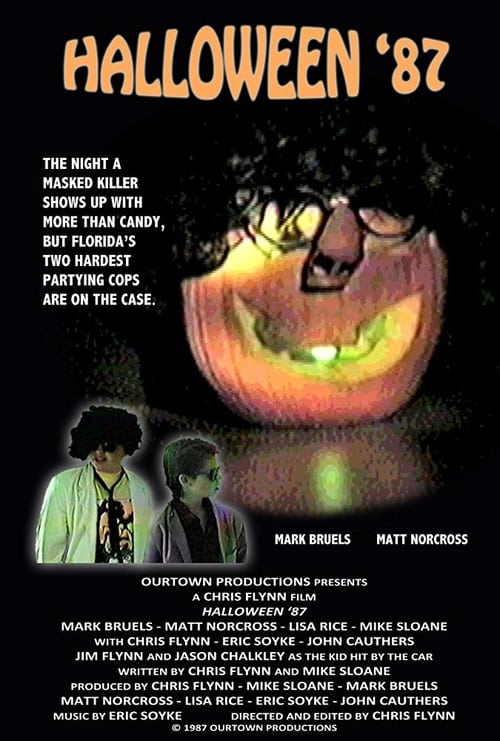 HALLOWEEN ‘87
THE NIGHT A
MASKED KILLER
SHOWS UP WITH
MORE THAN CANDY,
BUT FLORIDA’S
TWO HARDEST
PARTYING COPS
ARE ON THE CASE.
MARK BRUELS MATT NORCROSS
OURTOWN PRODUCTIONS PRESENTS
A CHRIS FLYNN FILM
HALLOWEEN ‘87
MARK BRUELS - MATT NORCROSS - LISA RICE - MIKE SLOANE
WITH CHRIS FLYNN - ERIC SOYKE - JOHN CAUTHERS
JIM FLYNN AND JASON CHALKLEY AS THE KID HIT BY THE CAR
WRITTEN BY CHRIS FLYNN AND MIKE SLOANE
PRODUCED BY CHRIS FLYNN - MIKE SLOANE - MARK BRUELS
MATT NORCROSS - LISA RICE - ERIC SOYKE - JOHN CAUTHERS
MUSIC BY ERIC SOYKE DIRECTED AND EDITED BY CHRIS FLYNN
© 1987 OURTOWN PRODUCTIONS